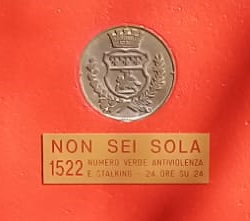 NON SEI SOLA
1522 NUMERO VERDE ANTIVIOLENZA
E STALKING - 24 ORE SU 24